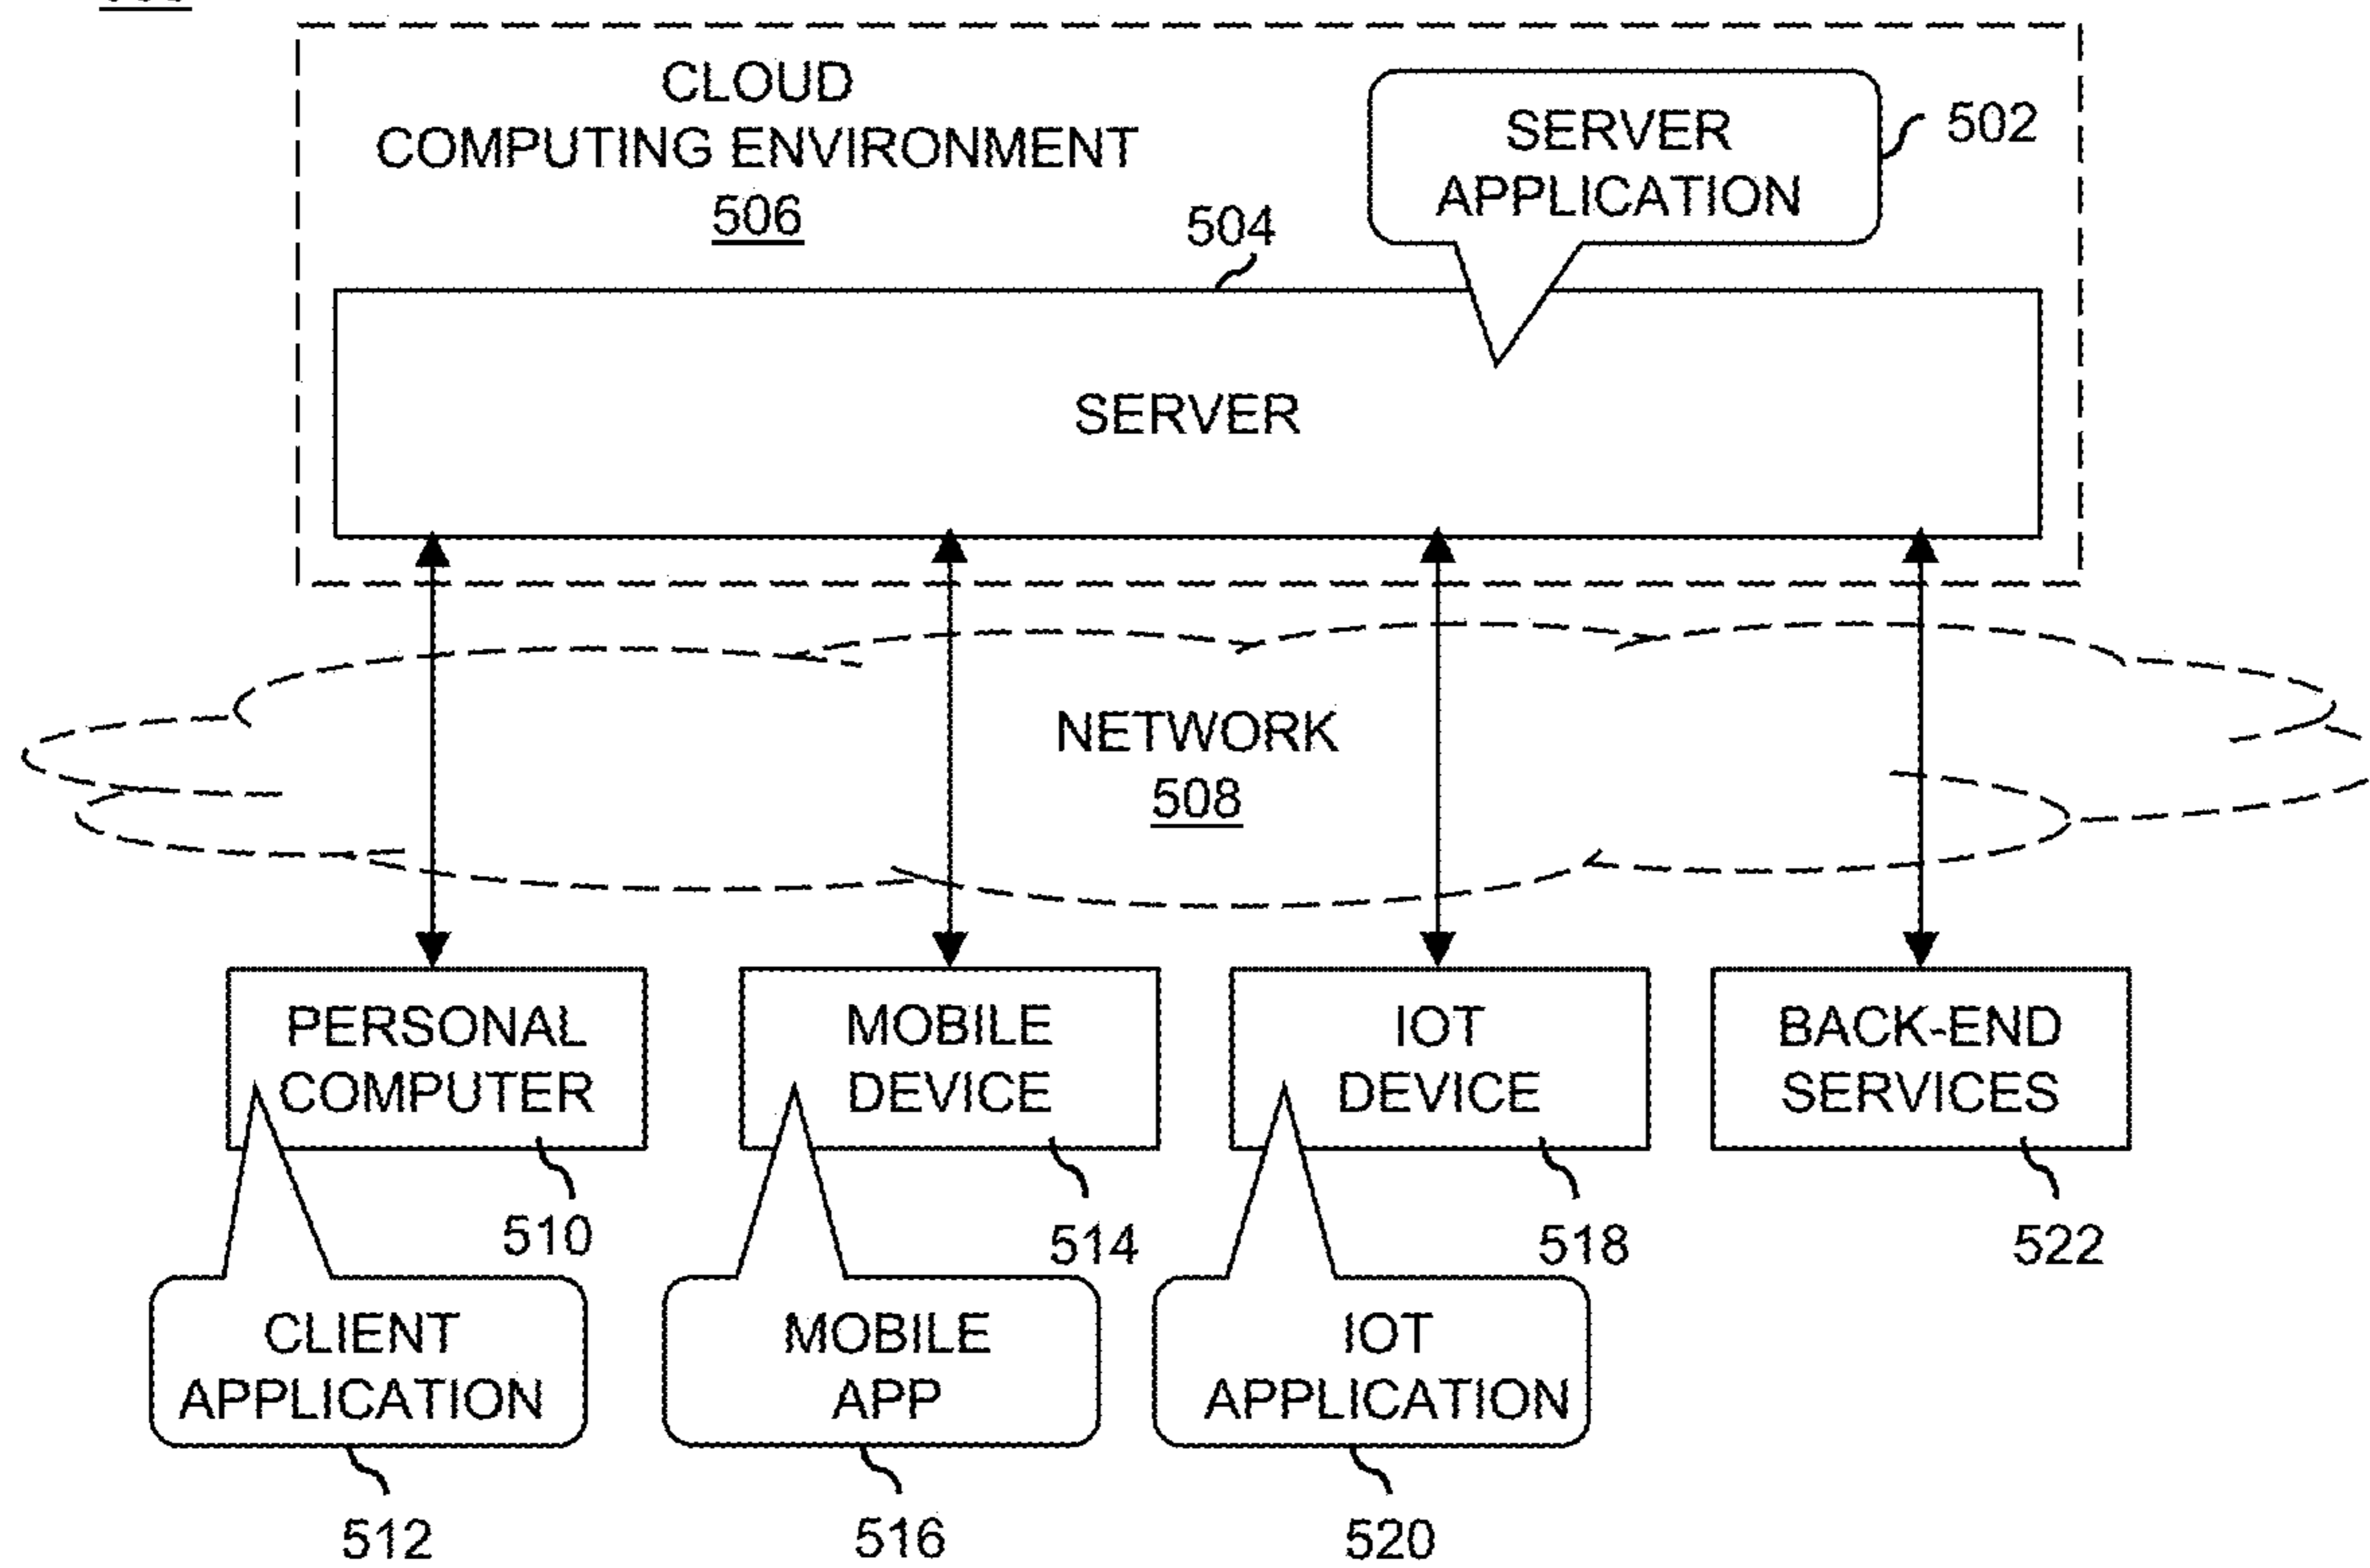 CLOUD
COMPUTING ENVIRONMENT
506
SERVER
APPLICATION
502
504
SERVER
NETWORK
508
PERSONAL
COMPUTER
510
MOBILE
DEVICE
514
IOT
DEVICE
518
BACK-END
SERVICES
522
CLIENT
APPLICATION
512
MOBILE
APP
516
IOT
APPLICATION
520